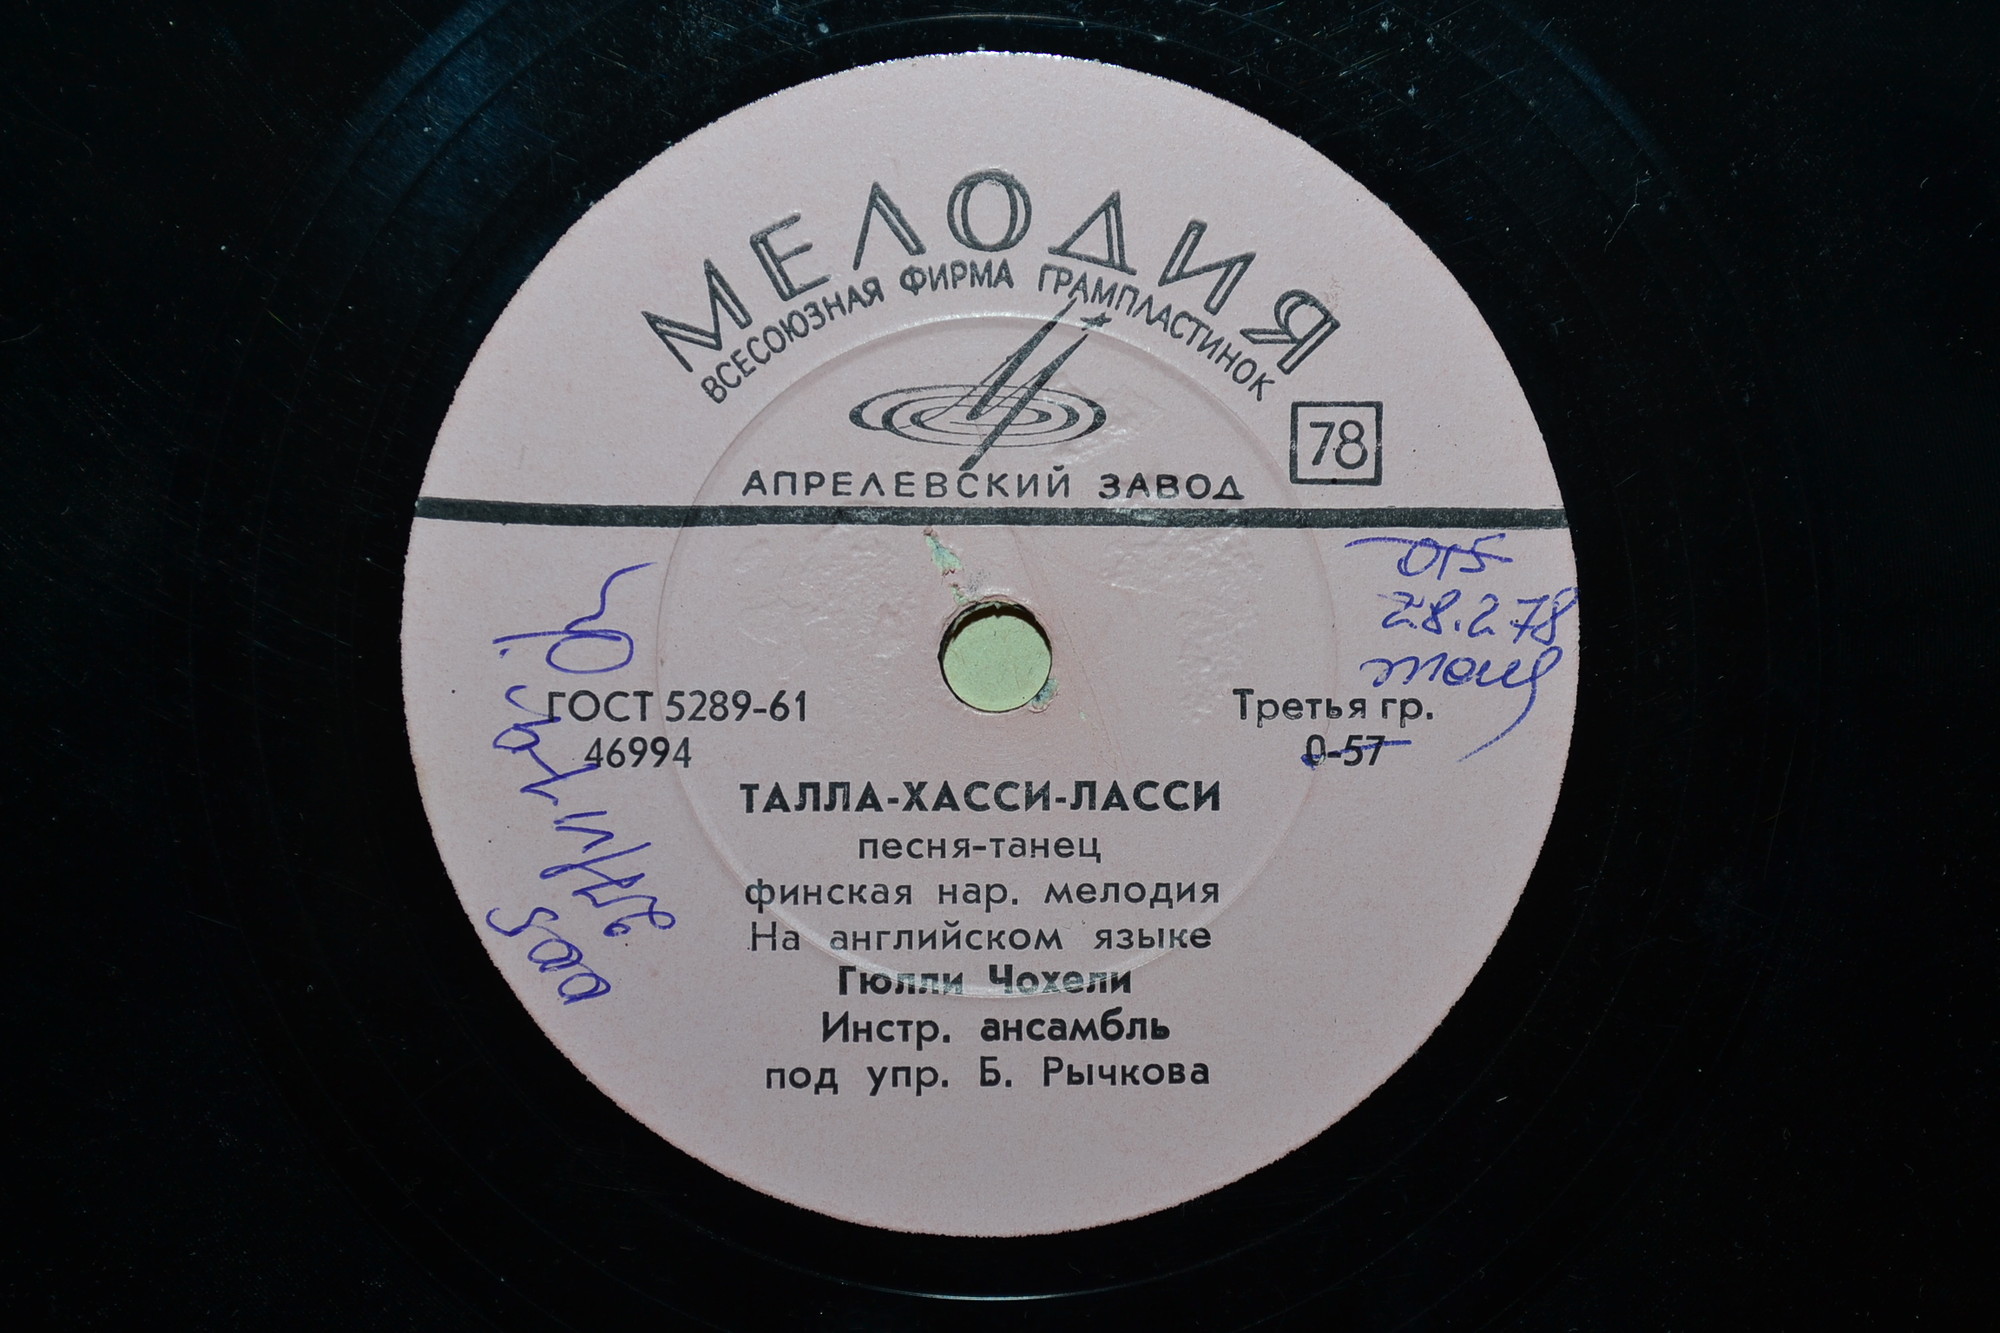 МЕЛОДИЯ
ВСЕСОЮЗНАЯ ФИРМА ГРАМПЛАСТИНОК
78
АПРЕЛЕВСКИЙ ЗАВОД
28.2.78
ГОСТ 5289-61
Третья гр.
46994
0-57
ТАЛЛА-ХАССИ-ЛАССИ
песня-танец
финская нар. мелодия
На английском языке
Гюлли Чохели
Инстр. ансамбль
под упр. Б. Рычкова